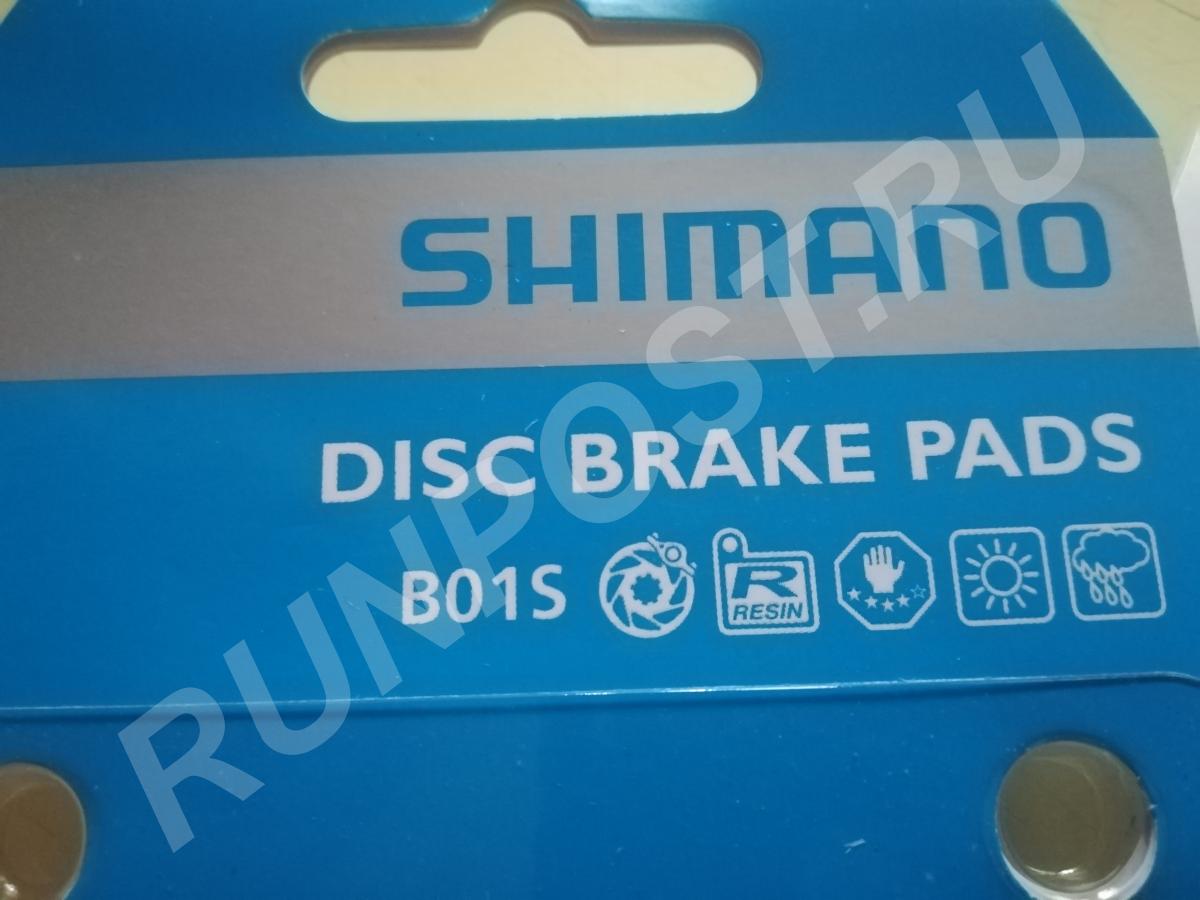 SHIMANO
DISC BRAKE PADS
B01S
R
RESIN
RUNPOST.RU